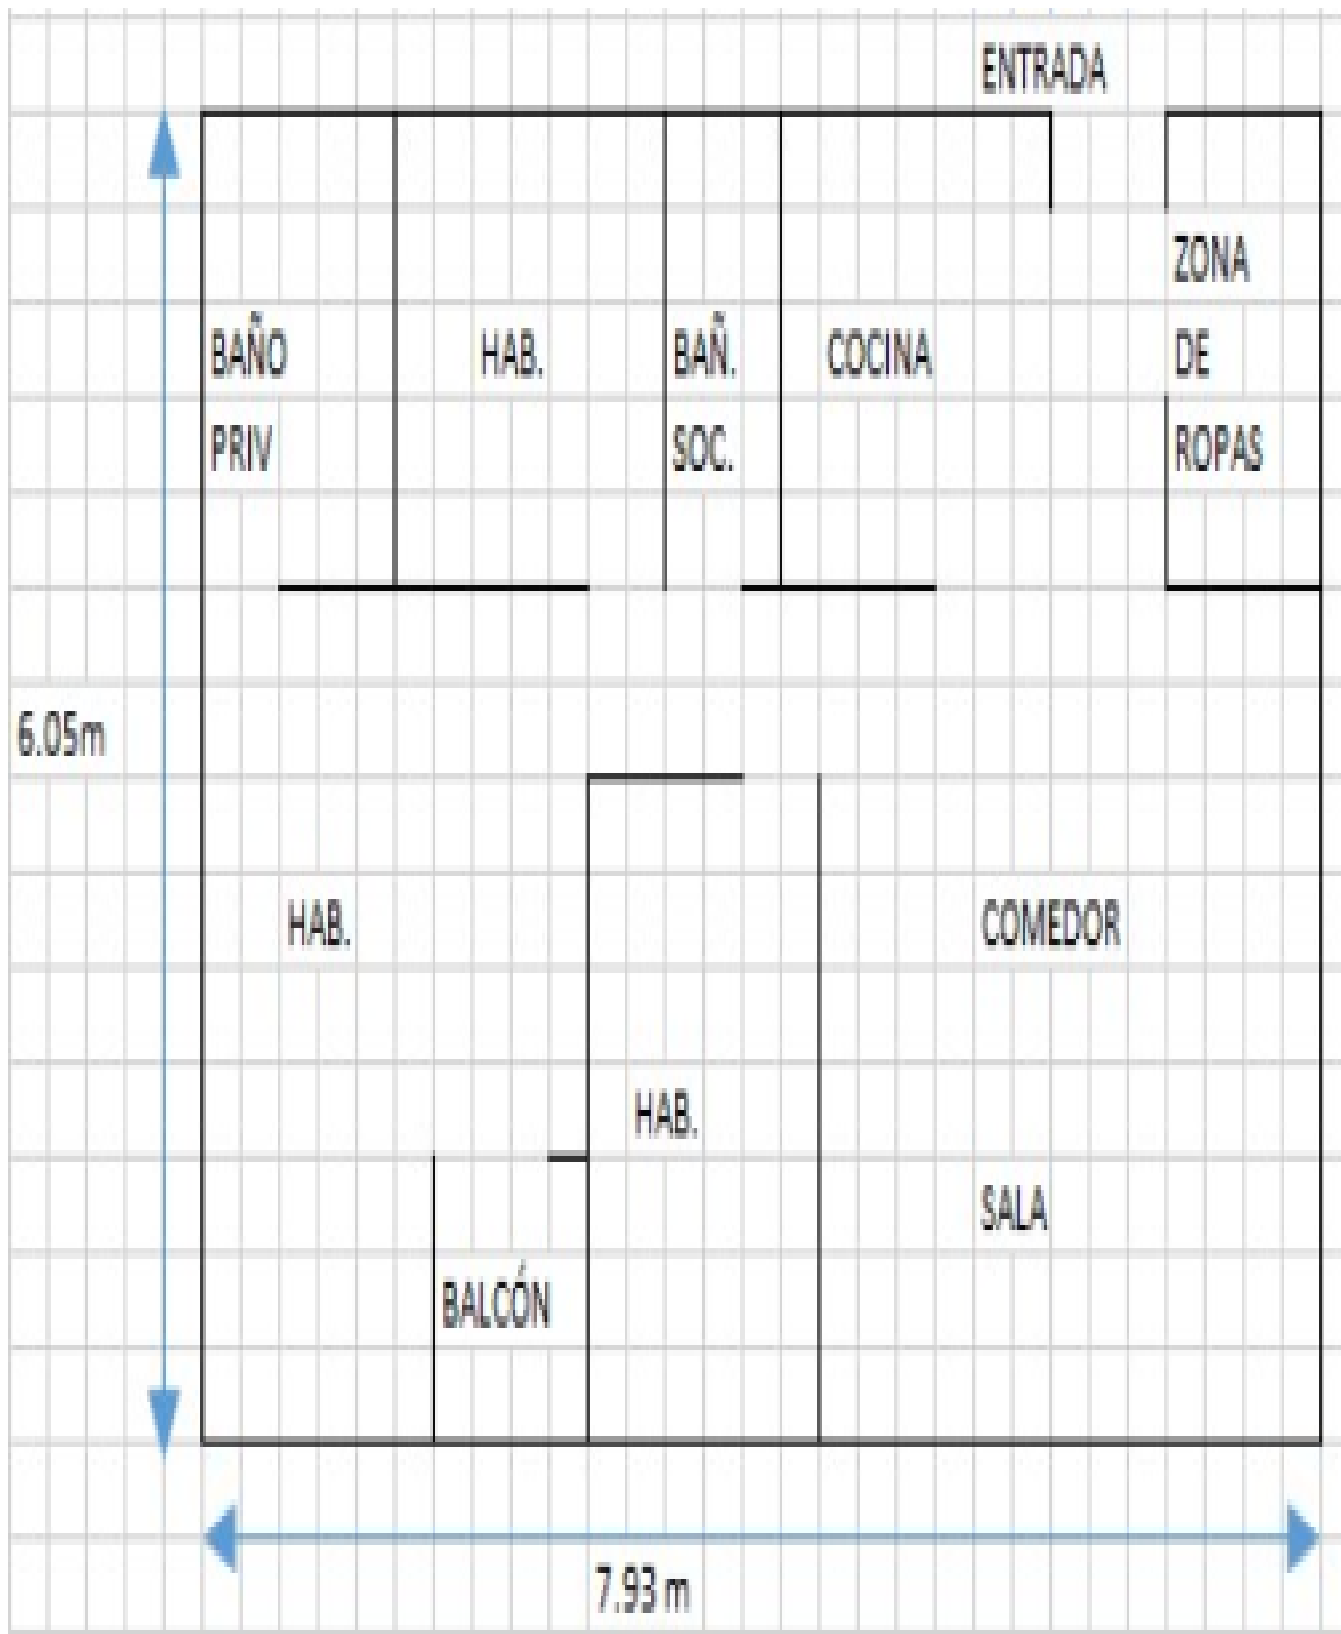 ENTRADA
ZONA
BAÑO
HAB.
BAÑ.
COCINA
DE
PRIV
SOC.
ROPAS
6.05m
HAB.
COMEDOR
HAB.
SALA
BALCÓN
7.93 m